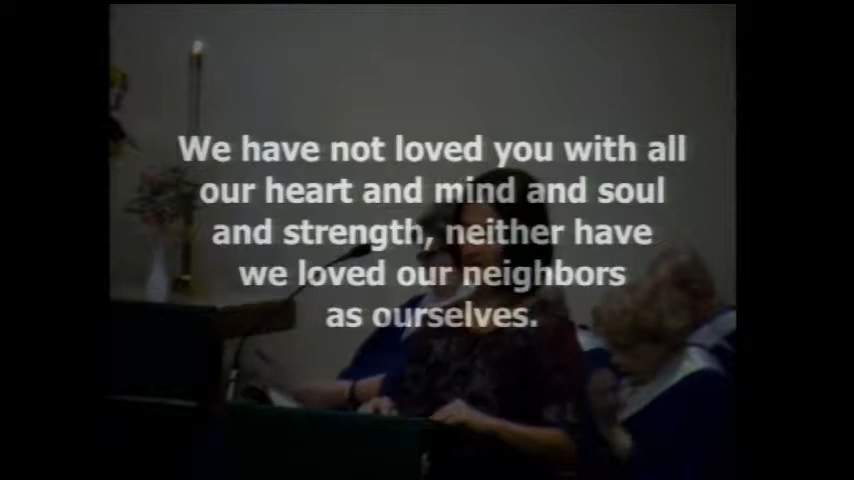 We have not loved you with all
our heart and mind and soul
and strength, neither have
we loved our neighbors
as ourselves.